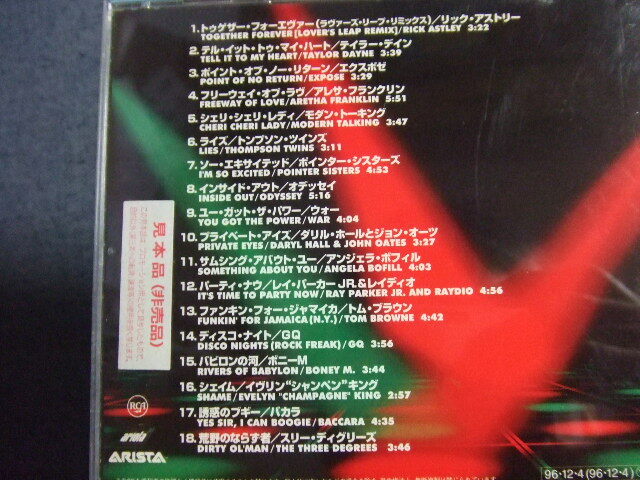 1.トゥゲザー・フォーエヴァー(ラヴァーズ・リープ・リミックス)/リック・アストリー
TOGETHER FOREVER [LOVER'S LEAP REMIX]/RICK ASTLEY 3:22
2.テル・イット・トゥ・マイ・ハート/テイラー・デイン
TELL IT TO MY HEART/TAYLOR DAYNE 3:39
3.ポイント・オブ・ノー・リターン/エクスポゼ
POINT OF NO RETURN/EXPOSE 3:29
4.フリーウェイ・オブ・ラヴ/アレサ・フランクリン
FREEWAY OF LOVE/ARETHA FRANKLIN 5:51
5.シェリ・シェリ・レディ/モダン・トーキング
CHERI CHERI LADY/MODERN TALKING 3:47
6.ライズ/トンプソン・ツインズ
LIES/THOMPSON TWINS 3:11
7.ソー・エキサイテッド/ポインター・シスターズ
I'M SO EXCITED/POINTER SISTERS 4:53
8.インサイド・アウト/オデッセイ
INSIDE OUT/ODYSSEY 5:16
9.ユー・ガット・ザ・パワー/ウォー
YOU GOT THE POWER/WAR 4:04
10.プライベート・アイズ/ダリル・ホールとジョン・オーツ
PRIVATE EYES/DARYL HALL & JOHN OATES 3:27
11.サムシング・アバウト・ユー/アンジェラ・ボフィル
SOMETHING ABOUT YOU/ANGELA BOFILL 4:03
12.パーティ・ナウ/レイ・パーカーJR.&レイディオ
IT'S TIME TO PARTY NOW/RAY PARKER JR. AND RAYDIO 4:56
13.ファンキン・フォー・ジャマイカ/トム・ブラウン
FUNKIN' FOR JAMAICA (N.Y.)/TOM BROWNE 4:42
14.ディスコ・ナイト/GQ
DISCO NIGHTS (ROCK FREAK)/GQ 3:56
15.バビロンの河/ボニーM
RIVERS OF BABYLON/BONEY M. 3:44
16.シェイム/イヴリン“シャンペン”キング
SHAME/EVELYN "CHAMPAGNE" KING 2:57
17.誘惑のブギー/バカラ
YES SIR, I CAN BOOGIE/BACCARA 4:35
18.荒野のならず者/スリー・ディグリーズ
DIRTY OL'MAN/THE THREE DEGREES 3:46
見本品(非売品)
RCA
ariola
ARISTA
96・12・4 (96・12・4)